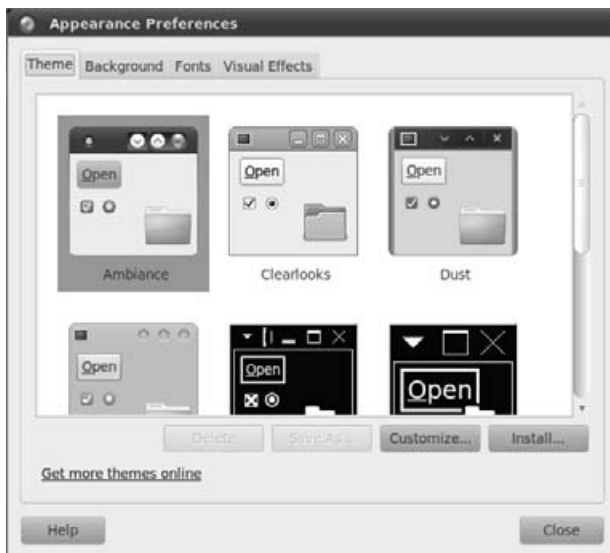 Appearance Preferences
Theme Background Fonts Visual Effects
Open Open Open
Ambiance Clearlooks Dust
Open Open Open
Delete Save As... Customize... Install...
Get more themes online
Help Close